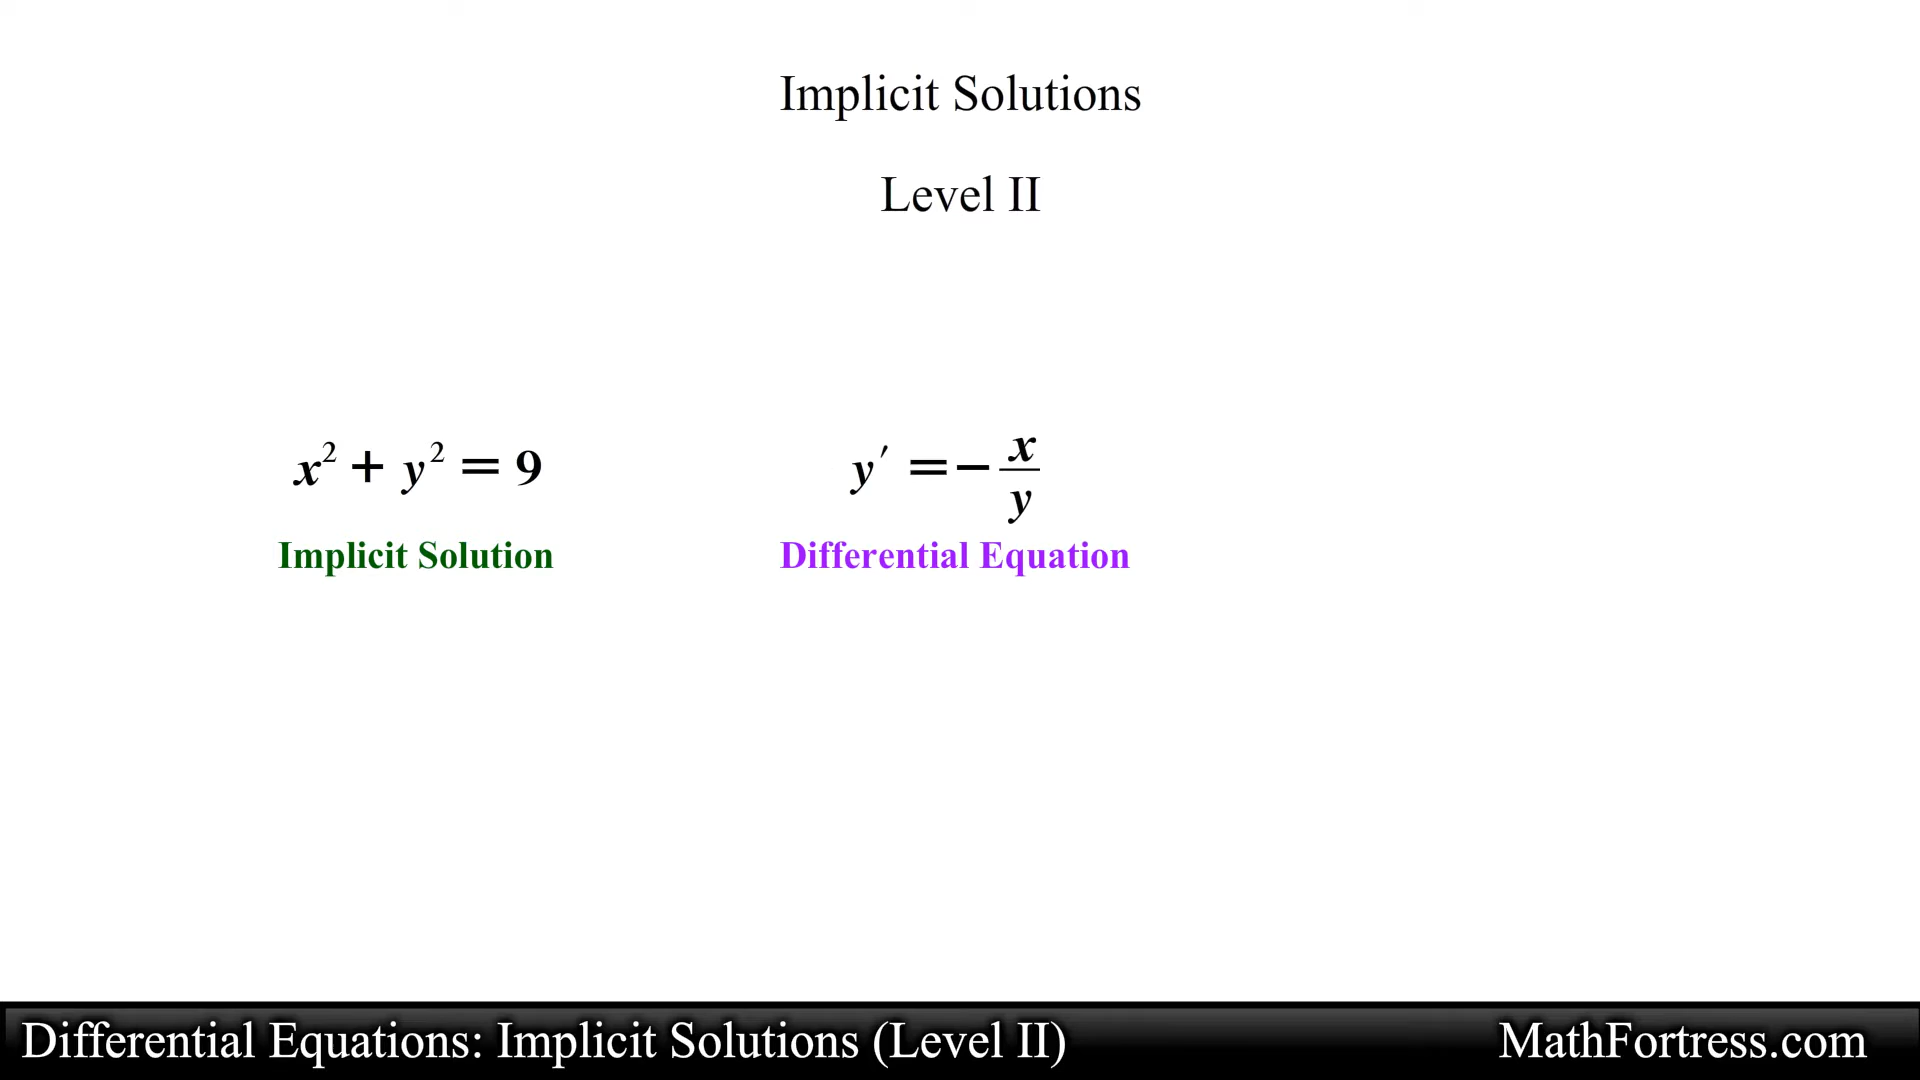 Implicit Solutions
Level II
x² + y² = 9
y′ = − x/y
Implicit Solution
Differential Equation
Differential Equations: Implicit Solutions (Level II)
MathFortress.com